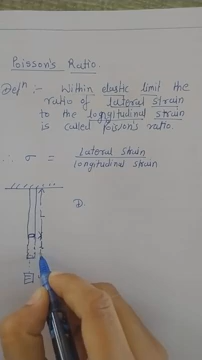 Poisson's Ratio.
Defⁿ :- Within elastic limit the
ratio of lateral strain
to the longitudinal strain
is called Poision's ratio.
∴ σ = Lateral Strain
longitudinal strain
L
D